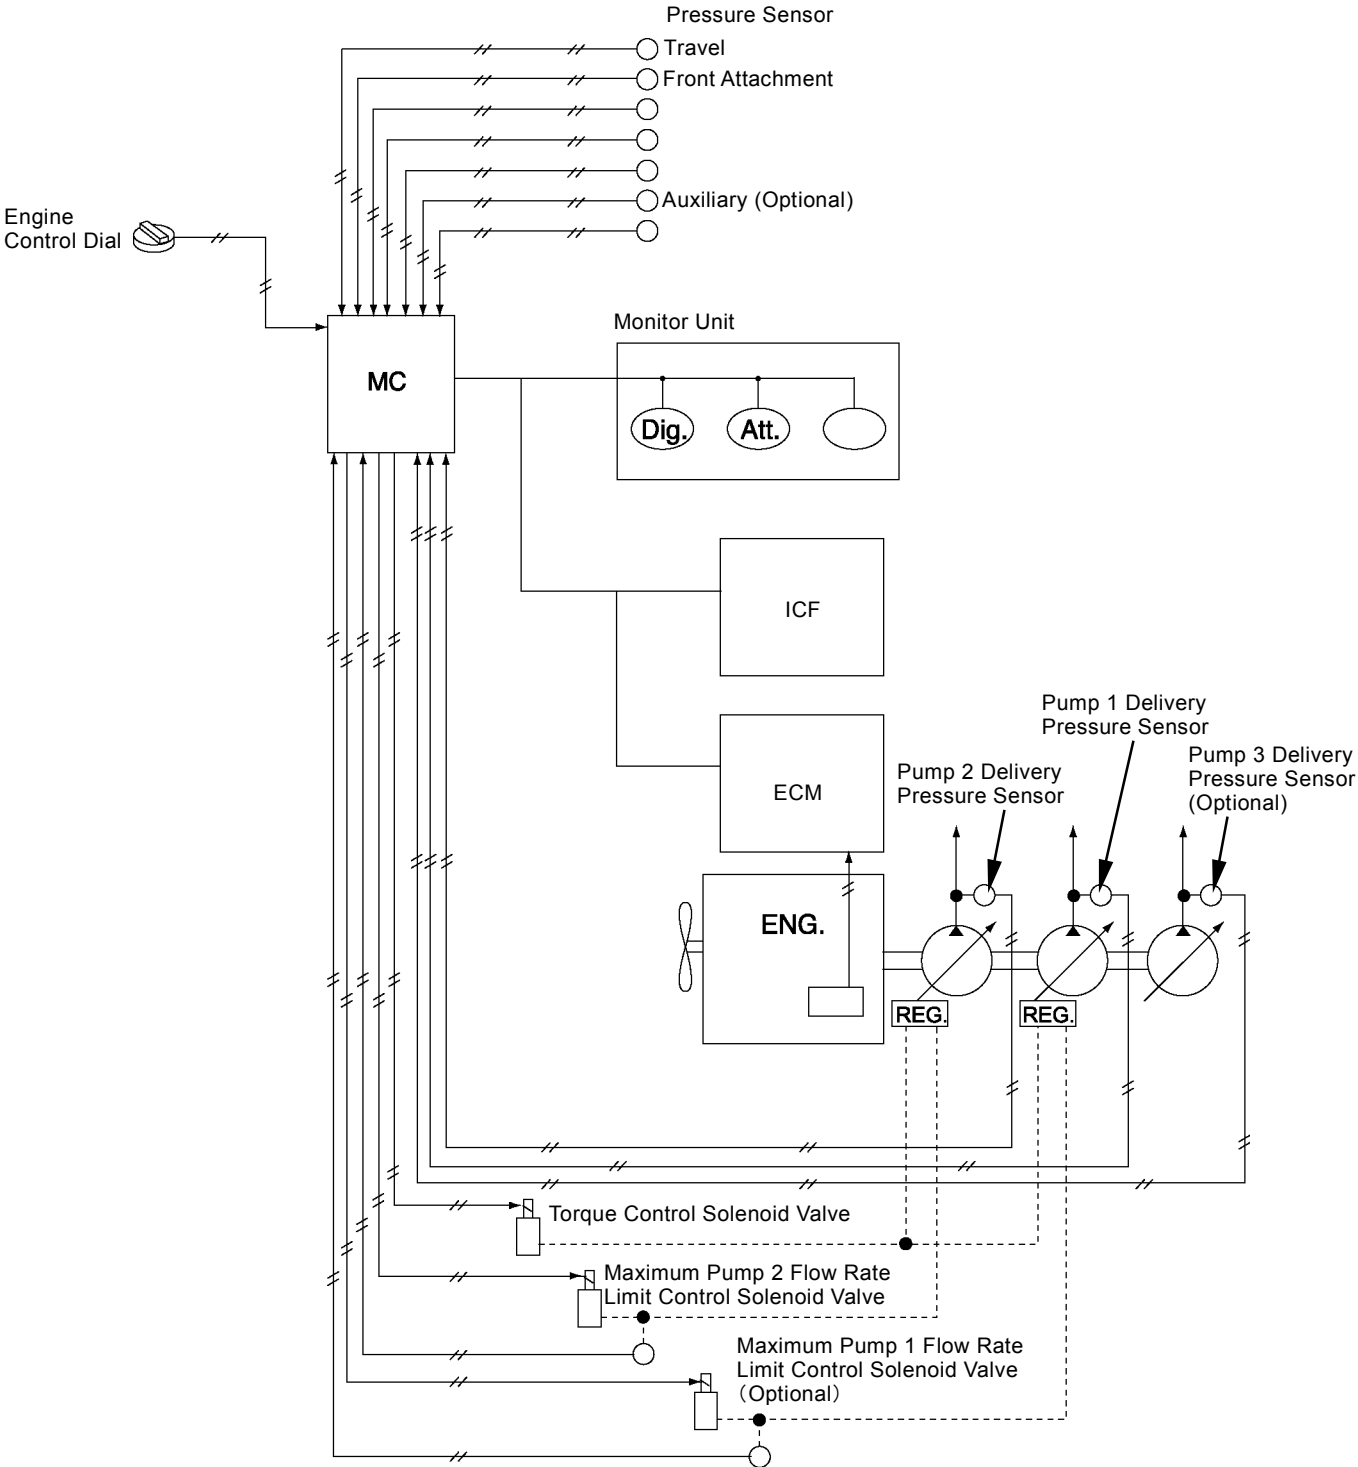 Pressure Sensor
Travel
Front Attachment
Auxiliary (Optional)
Engine
Control Dial
Monitor Unit
MC
Dig.
Att.
ICF
Pump 1 Delivery
Pressure Sensor
Pump 3 Delivery
Pressure Sensor
(Optional)
Pump 2 Delivery
Pressure Sensor
ECM
ENG.
REG.
REG.
Torque Control Solenoid Valve
Maximum Pump 2 Flow Rate
Limit Control Solenoid Valve
Maximum Pump 1 Flow Rate
Limit Control Solenoid Valve
(Optional)